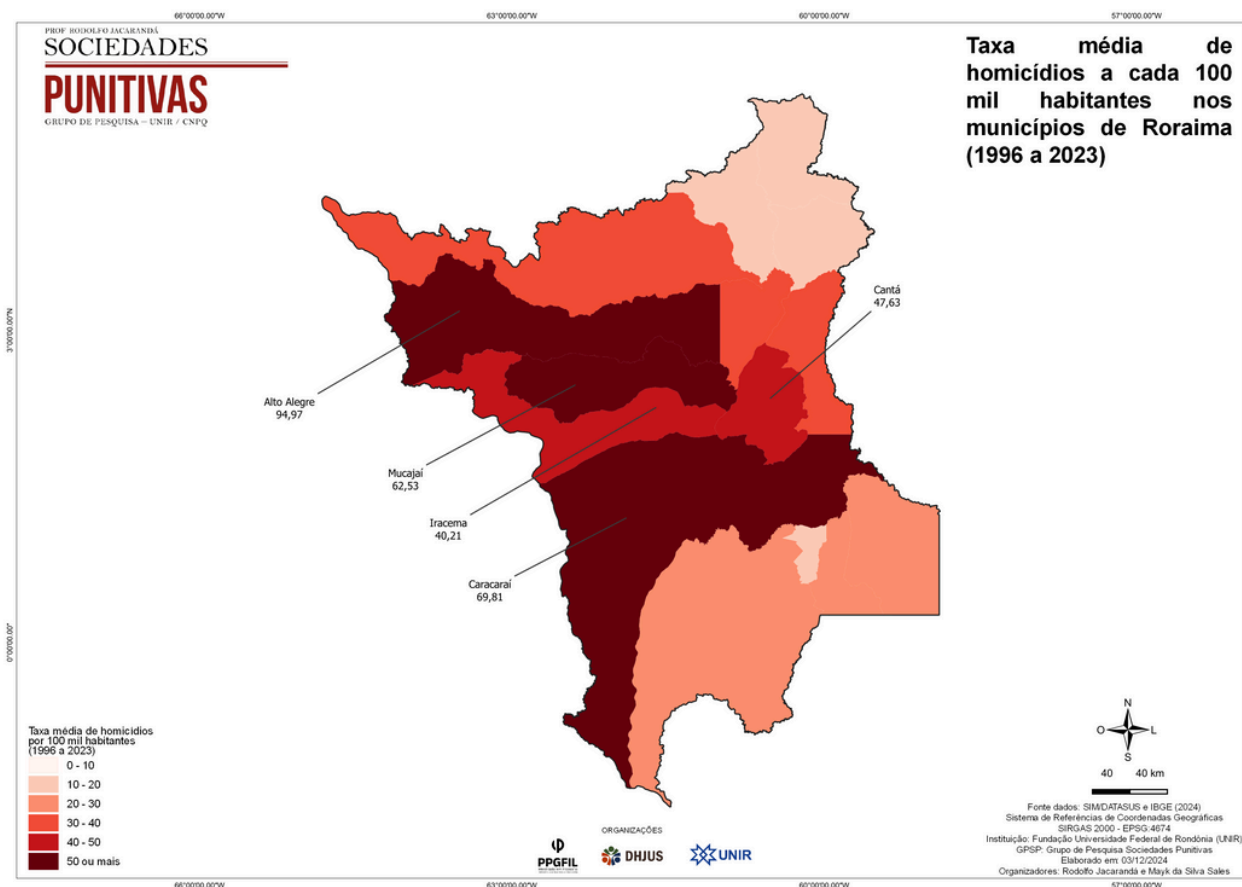 66°00'00.00"W
63°00'00.00"W
60°00'00.00"W
57°00'00.00"W
PROF RODOLFO JACARANDÁ
SOCIEDADES
PUNITIVAS
GRUPO DE PESQUISA – UNIR / CNPQ
Taxa média de
homicídios a cada 100
mil habitantes nos
municípios de Roraima
(1996 a 2023)
3°00'00.00"N
Cantá
47,63
Alto Alegre
94,97
Mucajaí
62,53
Iracema
40,21
Caracaraí
69,81
0°00'00.00"
Taxa média de homicídios
por 100 mil habitantes
(1996 a 2023)
0 - 10
10 - 20
20 - 30
30 - 40
40 - 50
50 ou mais
N
O
L
S
40
40 km
ORGANIZAÇÕES
PPGFIL
DHJUS
UNIR
Fonte dados: SIM/DATASUS e IBGE (2024)
Sistema de Referências de Coordenadas Geográficas
SIRGAS 2000 - EPSG:4674
Instituição: Fundação Universidade Federal de Rondônia (UNIR)
GPSP: Grupo de Pesquisa Sociedades Punitivas
Elaborado em: 03/12/2024
Organizadores: Rodolfo Jacarandá e Mayk da Silva Sales
66°00'00.00"W
63°00'00.00"W
60°00'00.00"W
57°00'00.00"W